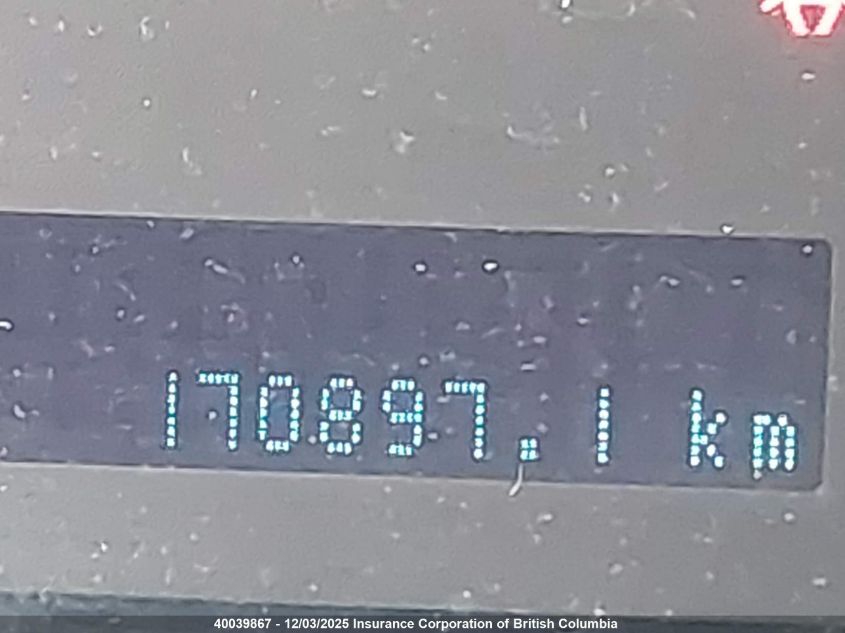 170897.1 km
40039867 - 12/03/2025 Insurance Corporation of British Columbia